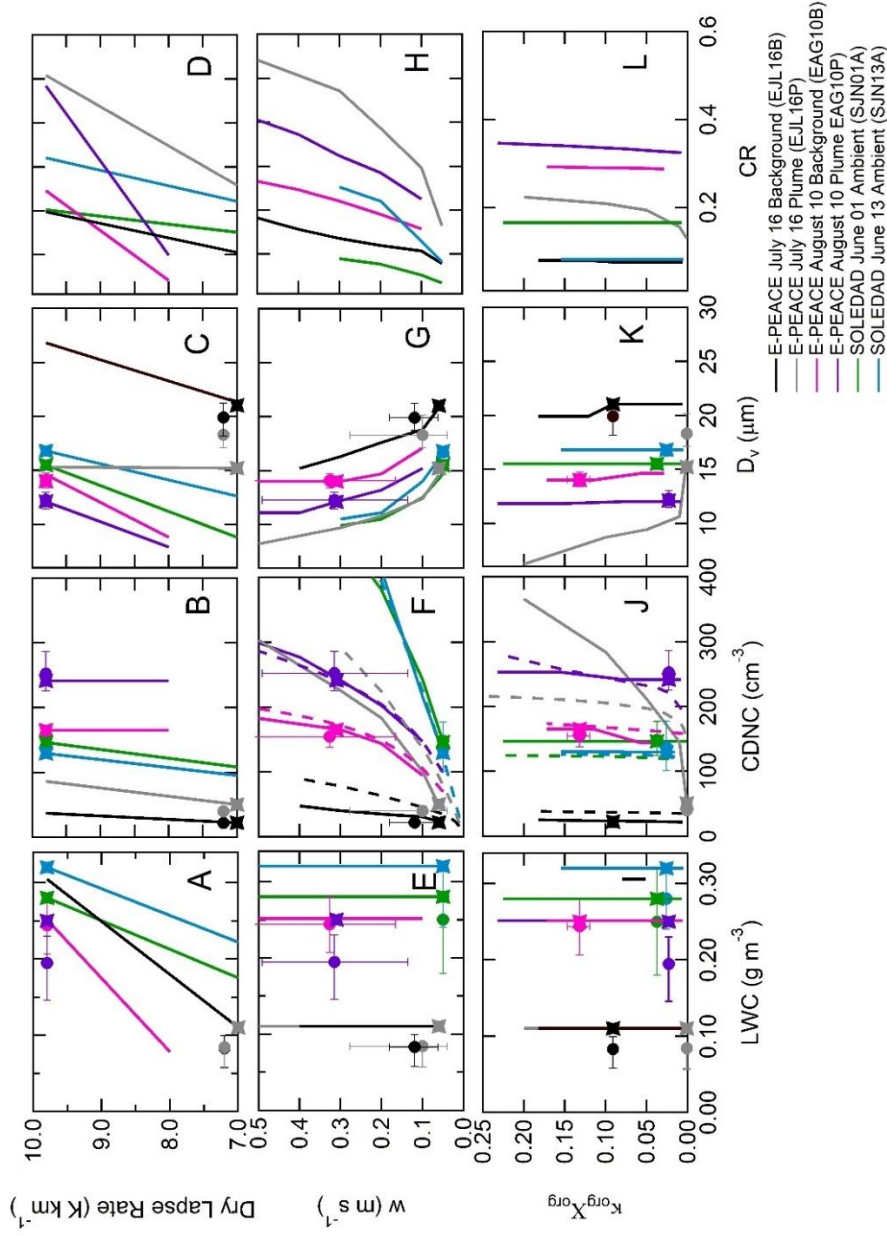 10.0
9.0
8.0
7.0
Dry Lapse Rate (K km⁻¹)
A
B
C
D
0.5
0.4
0.3
0.2
0.1
0.0
w (m s⁻¹)
E
F
G
H
0.25
0.20
0.15
0.10
0.05
0.00
κorgXorg
I
J
K
L
0.00
0.10
0.20
0.30
LWC (g m⁻³)
0
100
200
300
400
CDNC (cm⁻³)
10
15
20
25
30
Dᵥ (μm)
0.2
0.4
0.6
CR
E-PEACE July 16 Background (EJL16B)
E-PEACE July 16 Plume (EJL16P)
E-PEACE August 10 Background (EAG10B)
E-PEACE August 10 Plume EAG10P)
SOLEDAD June 01 Ambient (SJN01A)
SOLEDAD June 13 Ambient (SJN13A)